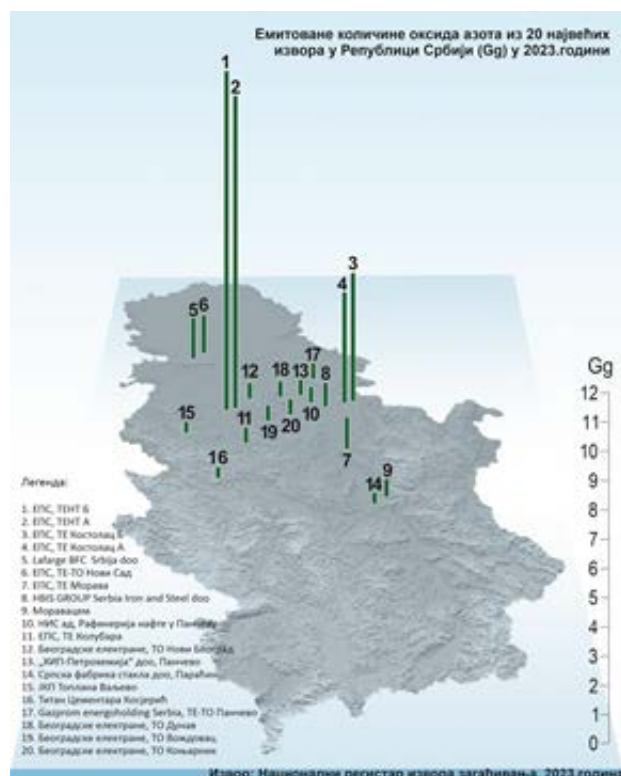 Емитоване количине оксида азота из 20 највећих
извора у Републици Србији (Gg) у 2023.години
1
2
3
4
5 6
17
12 18 13 8
15 11 19 20 10
16
7
14 9
Gg
12
11
10
9
8
7
6
5
4
3
2
1
0
Легенда:
1. ЕПС, ТЕНТ Б
2. ЕПС, ТЕНТ А
3. ЕПС, ТЕ Костолац Б
4. ЕПС, ТЕ Костолац А
5. Lafarge BFC Srbija doo
6. ЕПС, ТЕ-ТО Нови Сад
7. ЕПС, ТЕ Морава
8. HBIS GROUP Serbia Iron and Steel doo
9. Моравацем
10. НИС ад, Рафинерија нафте у Панчеву
11. ЕПС, ТЕ Колубара
12. Београдске електране, ТО Нови Београд
13. „ХИП-Петрохемија" доо, Панчево
14. Српска фабрика стакла доо, Параћин
15. ЈКП Топлана Ваљево
16. Титан Цементара Косјерић
17. Gazprom energoholding Serbia, ТЕ-ТО Панчево
18. Београдске електране, ТО Дунав
19. Београдске електране, ТО Вождовац
20. Београдске електране, ТО Коњарник
Извор: Национални регистар извора загађивања, 2023.година